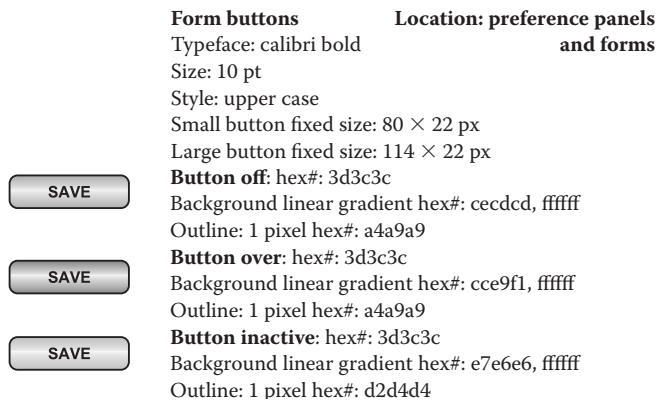 Form buttons Location: preference panels
Typeface: calibri bold and forms
Size: 10 pt
Style: upper case
Small button fixed size: 80 × 22 px
Large button fixed size: 114 × 22 px
Button off: hex#: 3d3c3c
SAVE
Background linear gradient hex#: cecdcd, ffffff
Outline: 1 pixel hex#: a4a9a9
Button over: hex#: 3d3c3c
SAVE
Background linear gradient hex#: cce9f1, ffffff
Outline: 1 pixel hex#: a4a9a9
Button inactive: hex#: 3d3c3c
SAVE
Background linear gradient hex#: e7e6e6, ffffff
Outline: 1 pixel hex#: d2d4d4